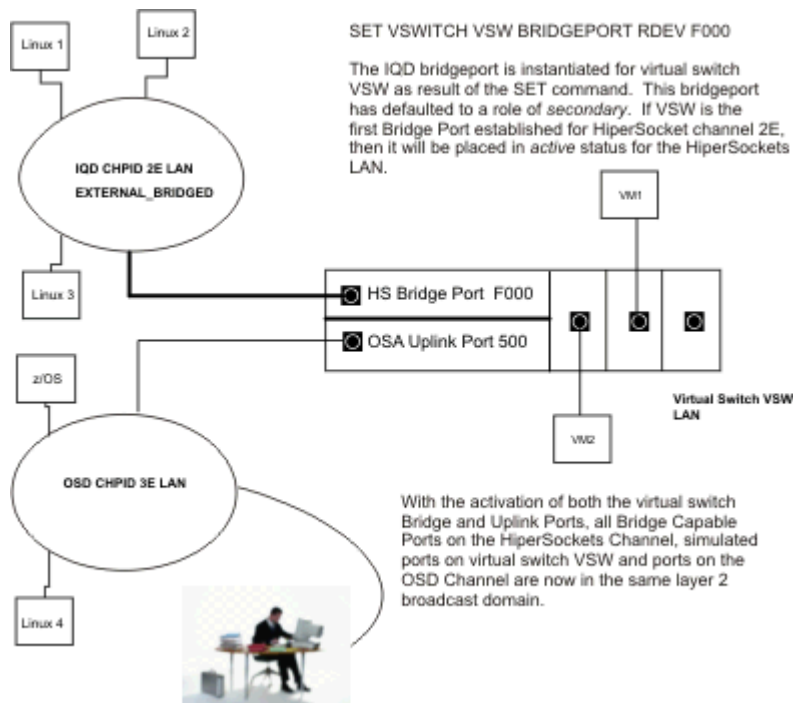 SET VSWITCH VSW BRIDGEPORT RDEV F000
The IQD bridgeport is instantiated for virtual switch
VSW as result of the SET command.  This bridgeport
has defaulted to a role of secondary.  If VSW is the
first Bridge Port established for HiperSocket channel 2E,
then it will be placed in active status for the HiperSockets
LAN.
Linux 1
Linux 2
IQD CHPID 2E LAN
EXTERNAL_BRIDGED
Linux 3
VM1
HS Bridge Port  F000
OSA Uplink Port 500
Virtual Switch VSW
LAN
VM2
z/OS
OSD CHPID 3E LAN
Linux 4
With the activation of both the virtual switch
Bridge and Uplink Ports, all Bridge Capable
Ports on the HiperSockets Channel, simulated
ports on virtual switch VSW and ports on the
OSD Channel are now in the same layer 2
broadcast domain.